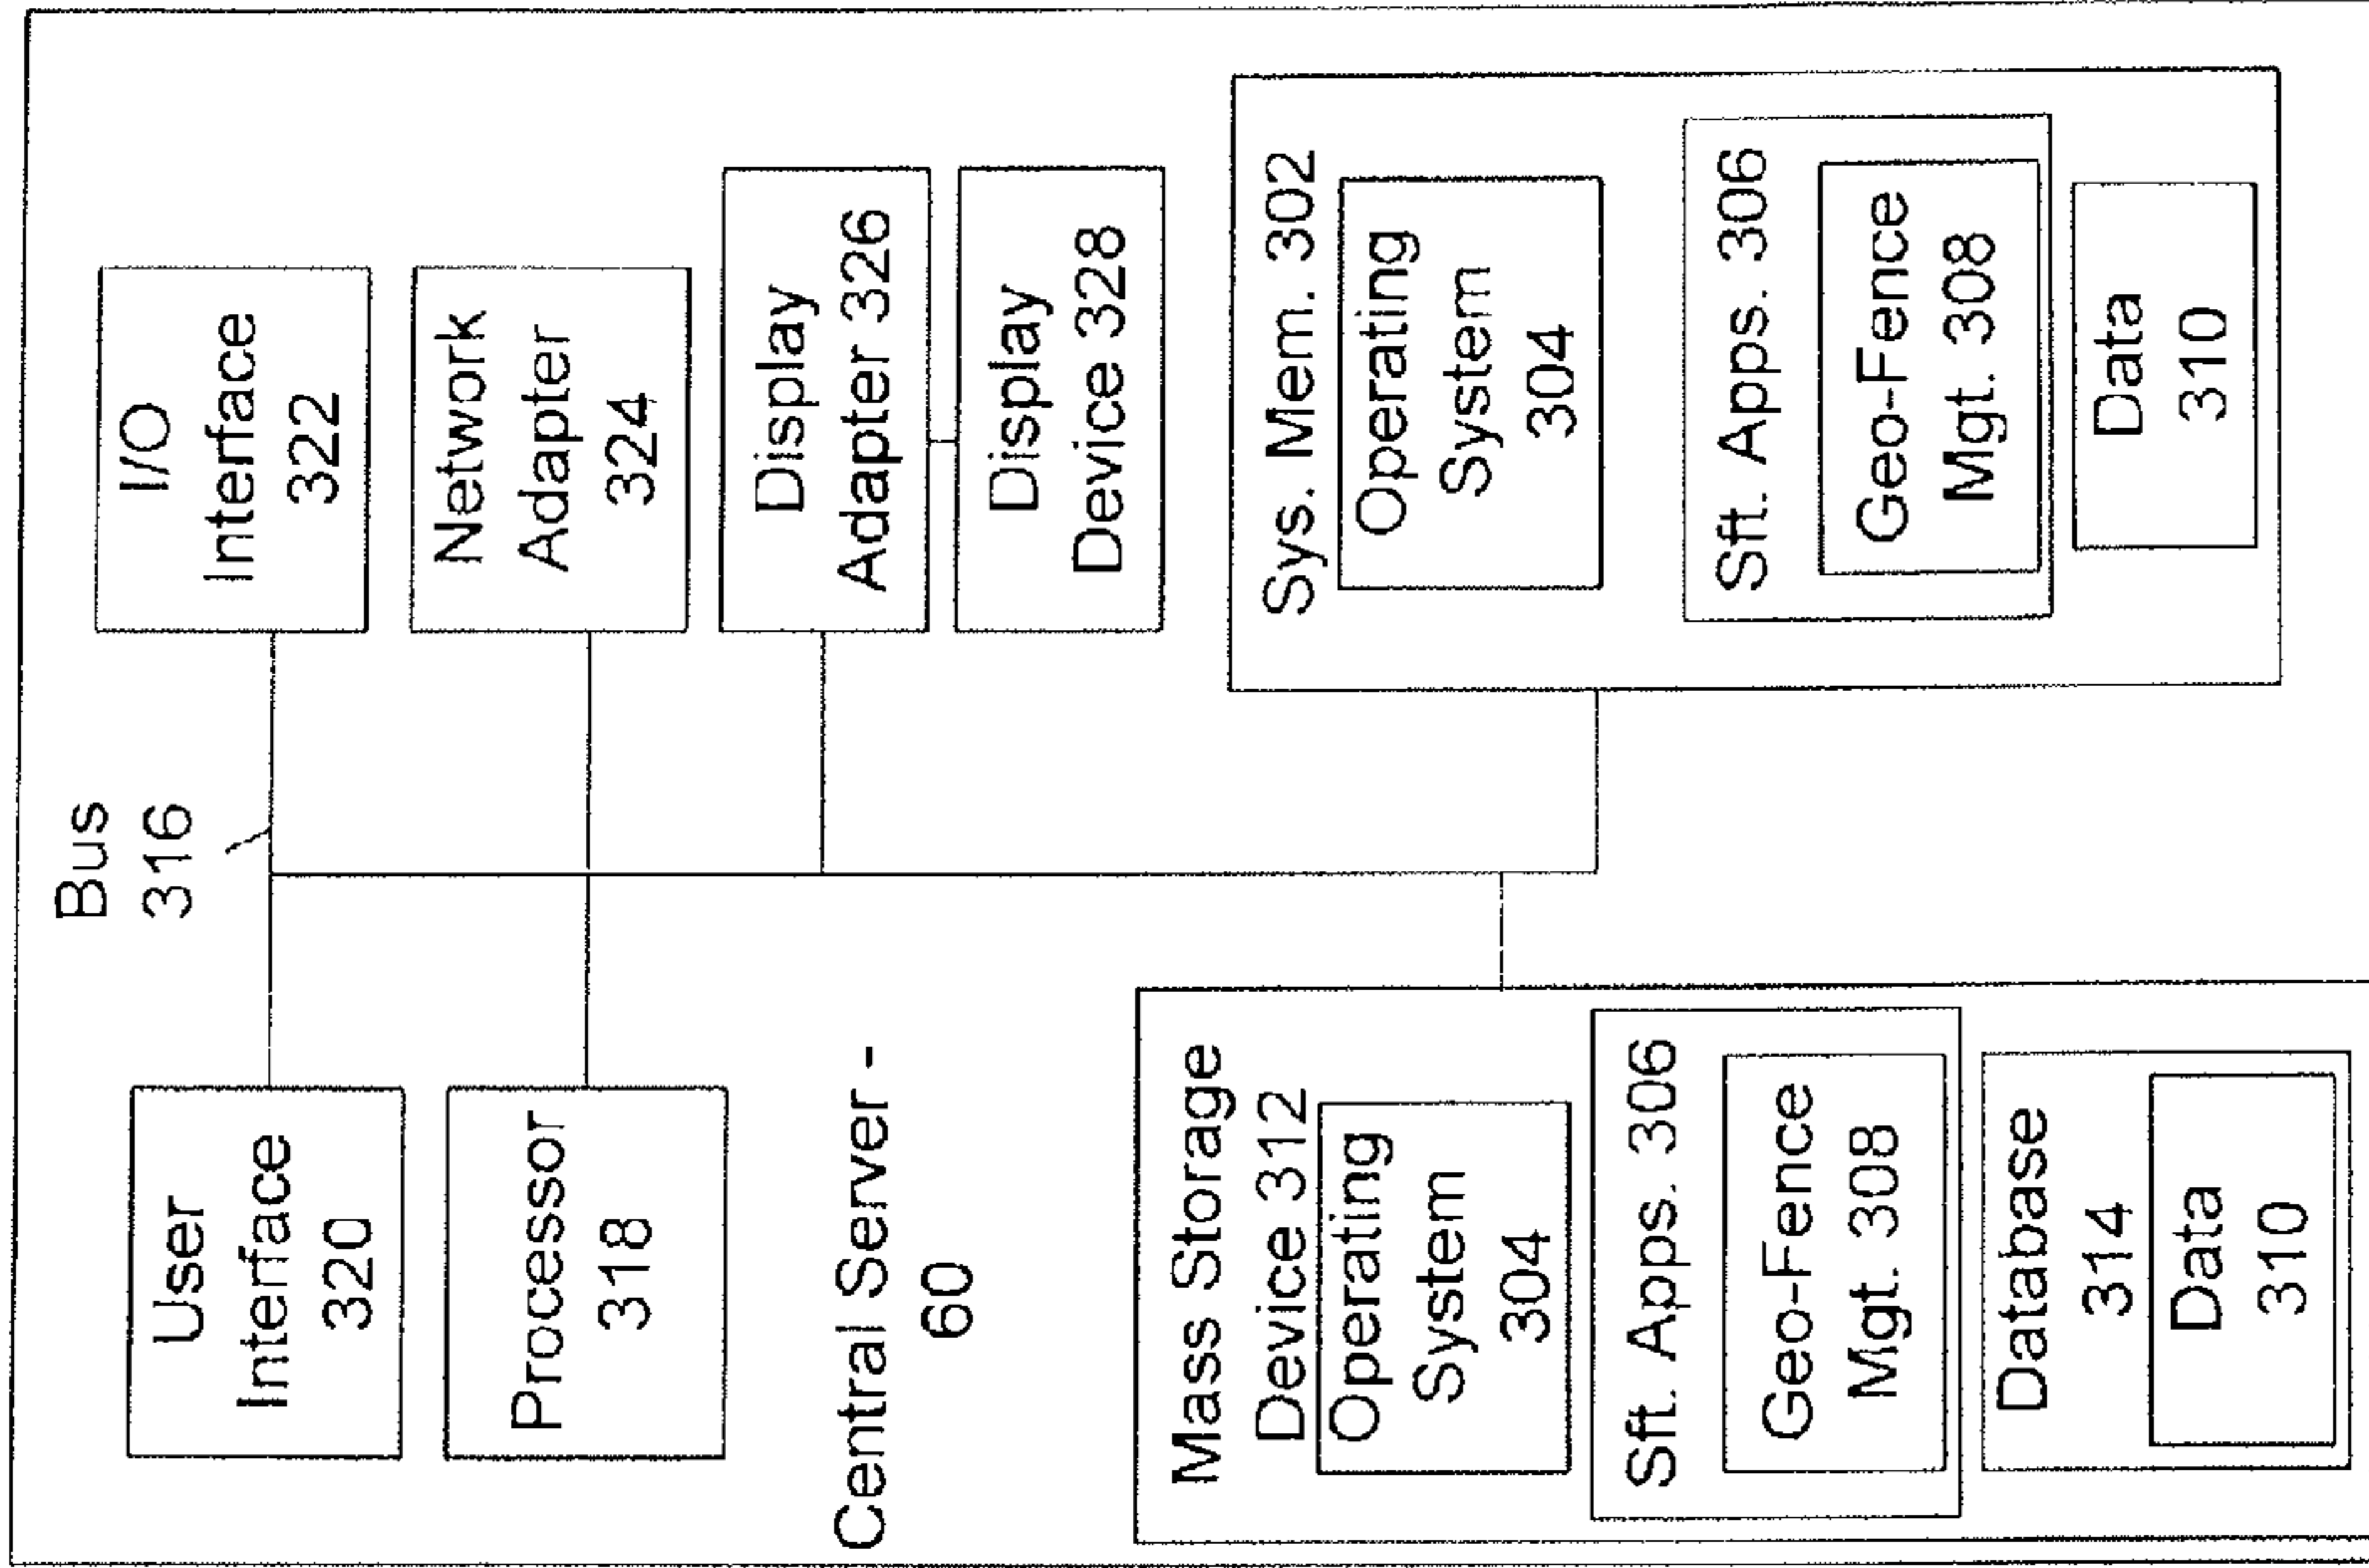 Bus
316
User
Interface
320
I/O
Interface
322
Processor
318
Network
Adapter
324
Central Server -
60
Display
Adapter 326
Display
Device 328
Mass Storage
Device 312
Operating
System
304
Sft. Apps. 306
Geo-Fence
Mgt. 308
Database
314
Data
310
Sys. Mem. 302
Operating
System
304
Sft. Apps. 306
Geo-Fence
Mgt. 308
Data
310